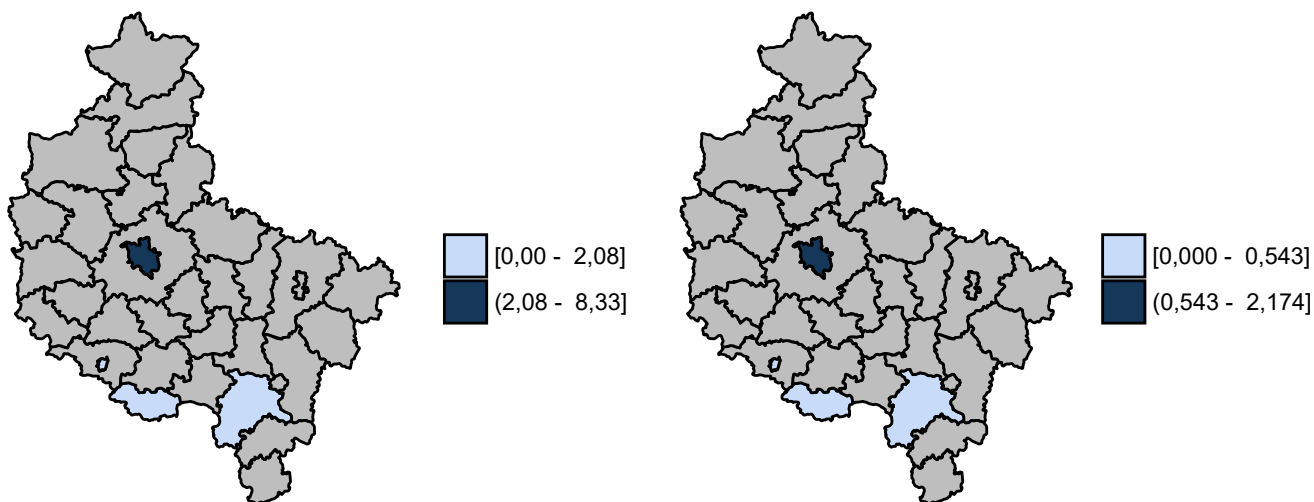 [0,00 - 2,08]
(2,08 - 8,33]
[0,000 - 0,543]
(0,543 - 2,174]